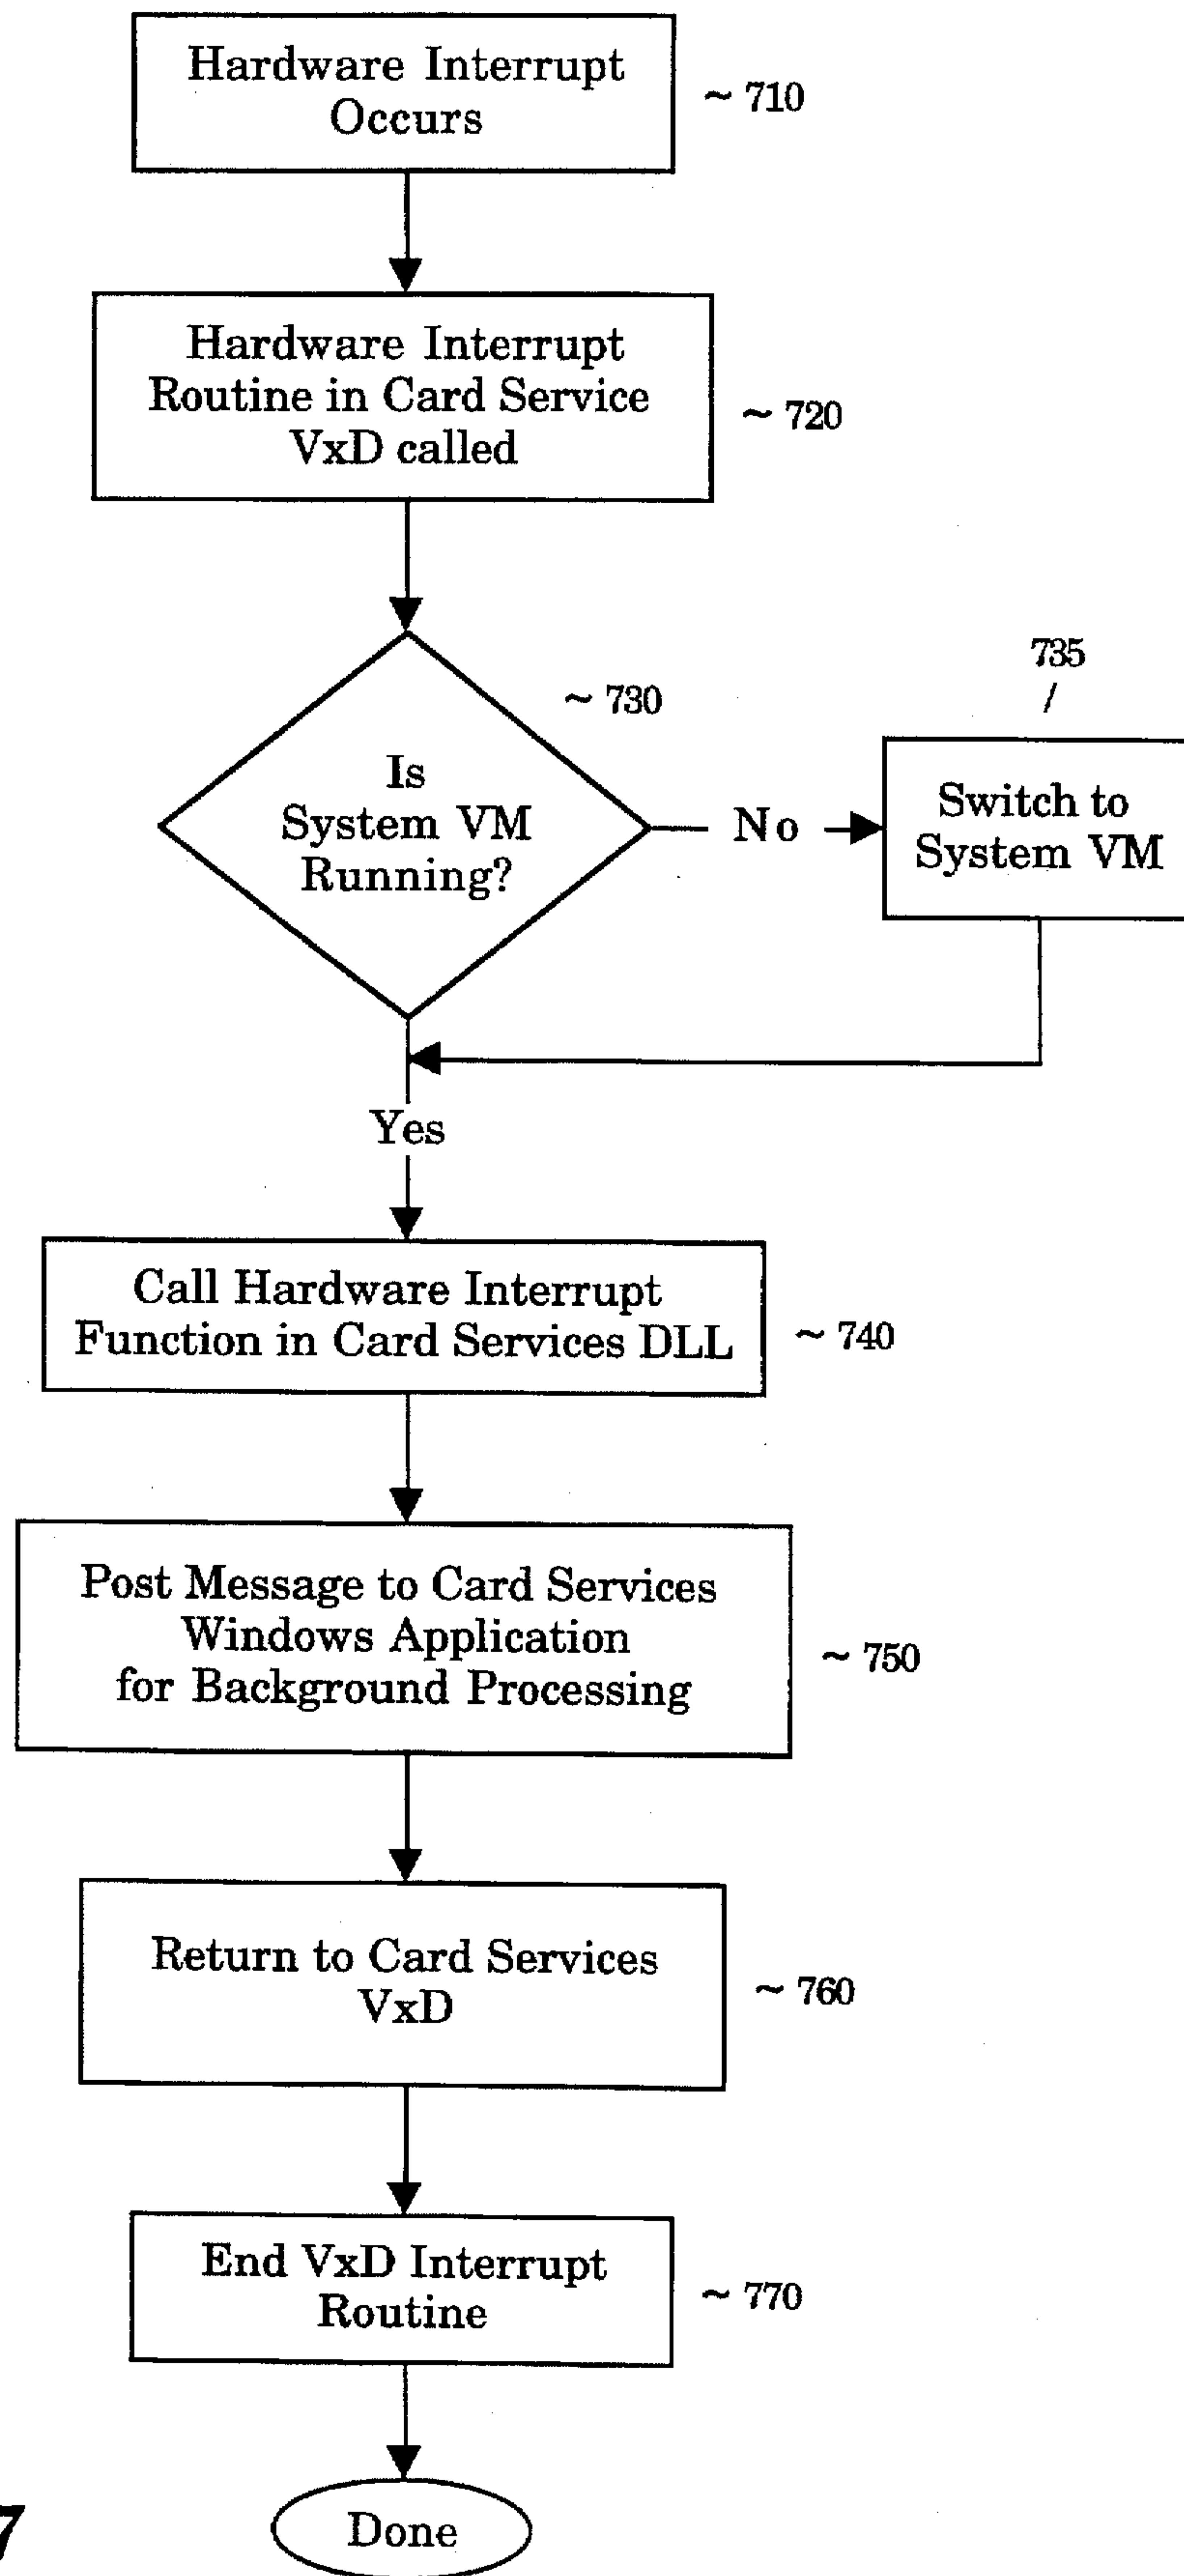 Hardware Interrupt
Occurs
~ 710
Hardware Interrupt
Routine in Card Service
VxD called
~ 720
~ 730
Is
System VM
Running?
No
735
/
Switch to
System VM
Yes
Call Hardware Interrupt
Function in Card Services DLL
~ 740
Post Message to Card Services
Windows Application
for Background Processing
~ 750
Return to Card Services
VxD
~ 760
End VxD Interrupt
Routine
~ 770
Done
7